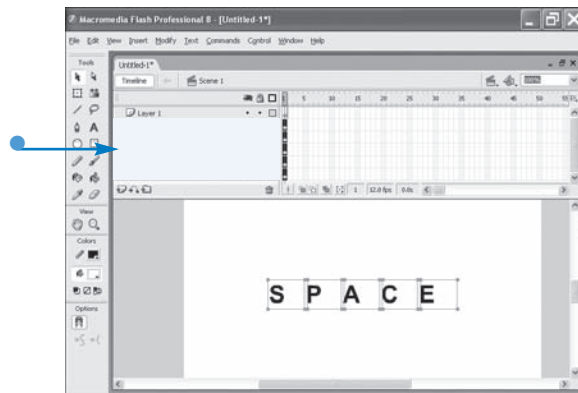 Macromedia Flash Professional 8 - [Untitled-1*]
File Edit View Insert Modify Text Commands Control Window Help
Tools
Untitled-1*
Timeline
Scene 1
100%
1 5 10 15 20 25 30 35 40 45 50 55
Layer 1
1 12.0 fps 0.0s
View
Colors
Options
A
S P A C E